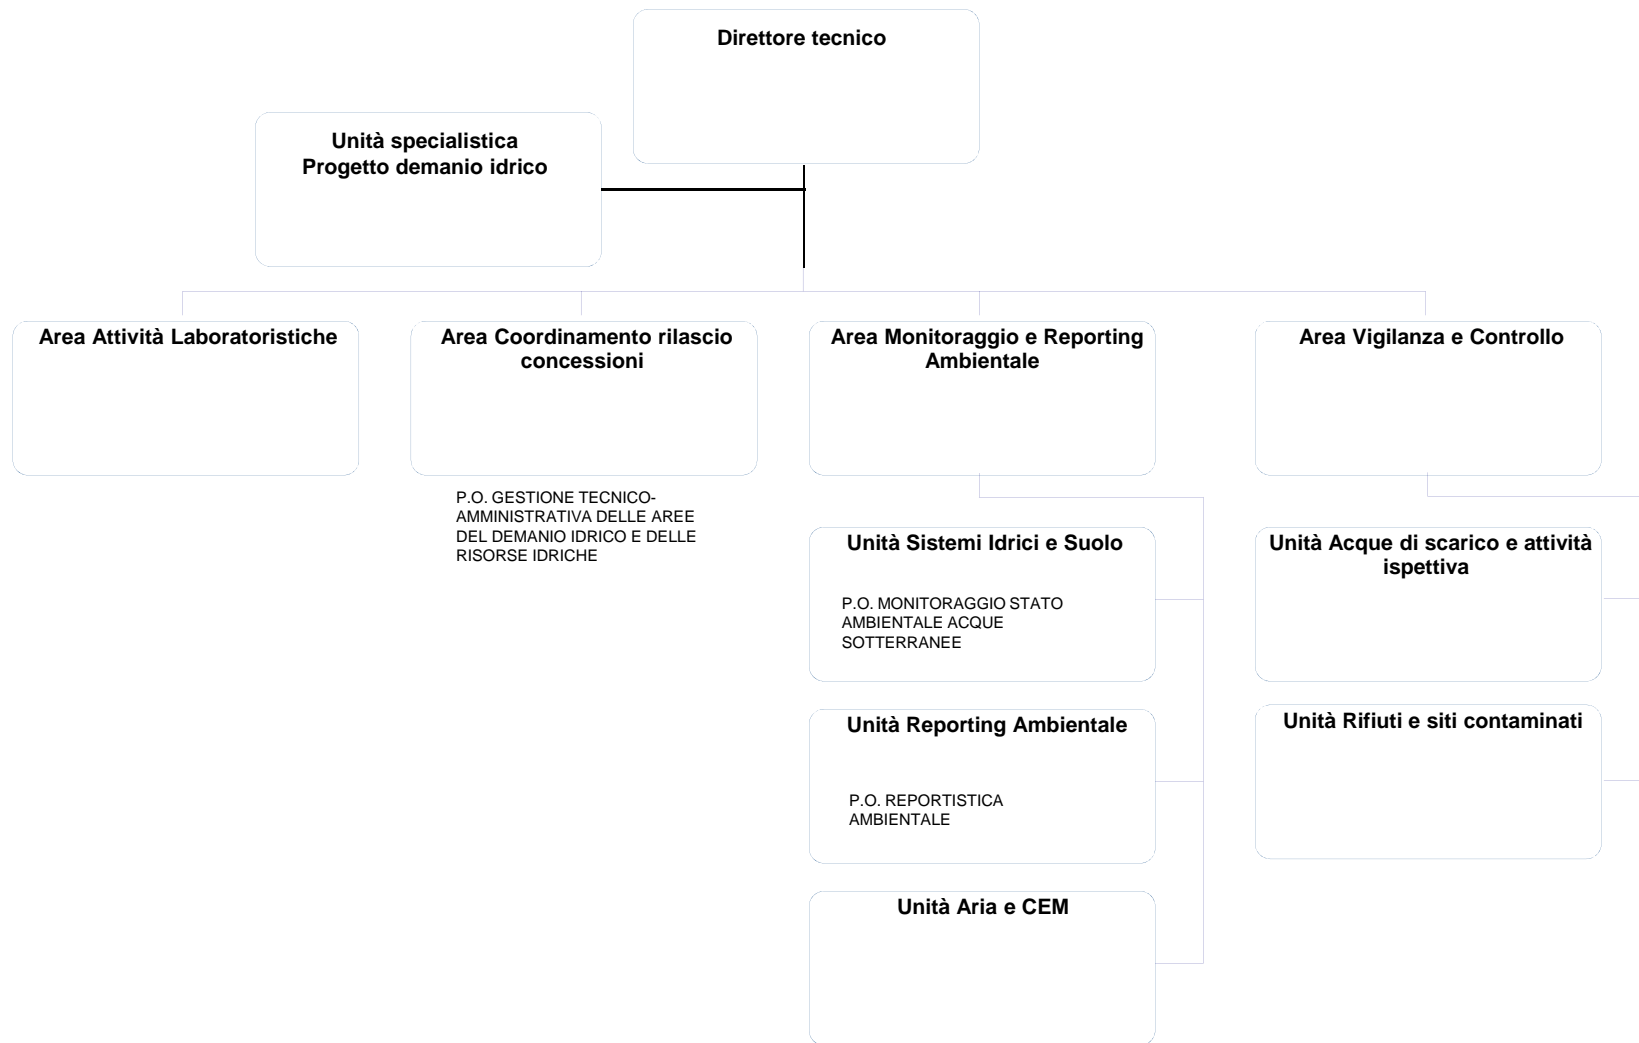 Direttore tecnico
Unità specialistica
Progetto demanio idrico
Area Attività Laboratoristiche
Area Coordinamento rilascio
concessioni
Area Monitoraggio e Reporting
Ambientale
Area Vigilanza e Controllo
P.O. GESTIONE TECNICO-
AMMINISTRATIVA DELLE AREE
DEL DEMANIO IDRICO E DELLE
RISORSE IDRICHE
Unità Sistemi Idrici e Suolo
P.O. MONITORAGGIO STATO
AMBIENTALE ACQUE
SOTTERRANEE
Unità Acque di scarico e attività
ispettiva
Unità Reporting Ambientale
P.O. REPORTISTICA
AMBIENTALE
Unità Rifiuti e siti contaminati
Unità Aria e CEM